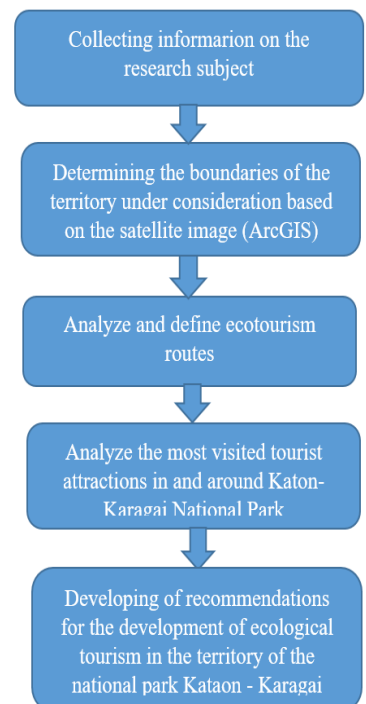 Collecting informarion on the
research subject
Determining the boundaries of the
territory under consideration based
on the satellite image (ArcGIS)
Analyze and define ecotourism
routes
Analyze the most visited tourist
attractions in and around Katon-
Karagai National Park
Developing of recommendations
for the development of ecological
tourism in the territory of the
national park Kataon - Karagai